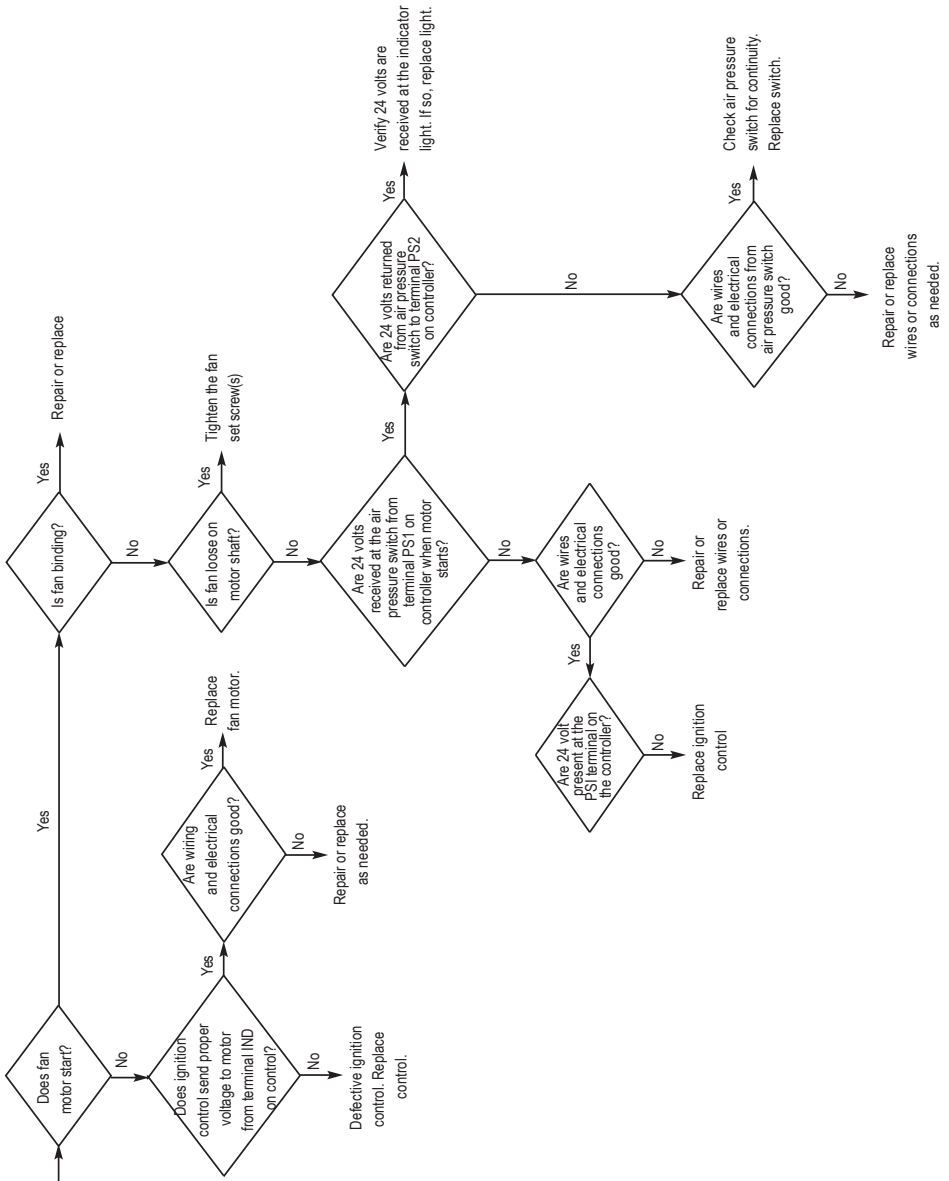 Does fan
motor start?
Yes
No
Is fan binding?
Yes
Repair or replace
No
Does ignition
control send proper
voltage to motor
from terminal IND
on control?
Yes
No
Defective ignition
control. Replace
control.
Are wiring
and electrical
connections good?
Yes
Replace
fan motor.
No
Repair or replace
as needed.
Is fan loose on
motor shaft?
Yes
Tighten the fan
set screw(s)
No
Are 24 volts
received at the air
pressure switch from
terminal PS1 on
controller when motor
starts?
Yes
No
Are 24 volts returned
from air pressure
switch to terminal PS2
on controller?
Yes
Verify 24 volts are
received at the indicator
light. If so, replace light.
No
Are wires
and electrical
connections good?
Yes
No
Repair or
replace wires or
connections.
Are 24 volt
present at the
PSI terminal on
the controller?
No
Replace ignition
control
Are wires
and electrical
connections from
air pressure switch
good?
Yes
Check air pressure
switch for continuity.
Replace switch.
No
Repair or replace
wires or connections
as needed.